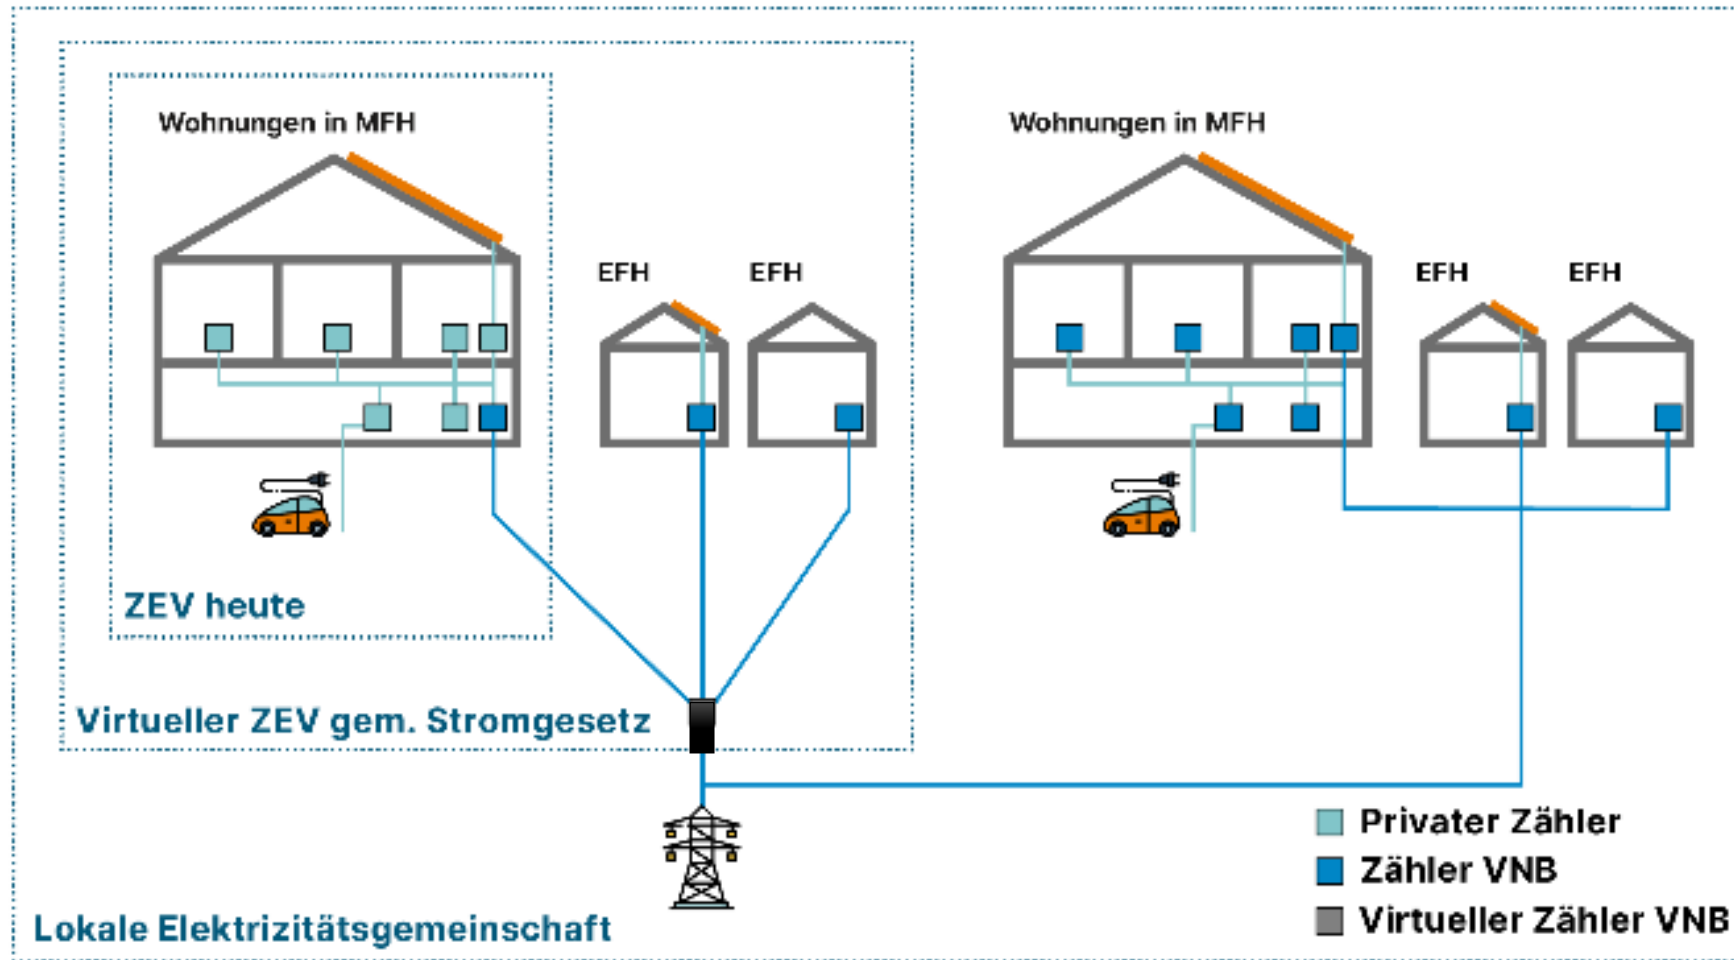 Wohnungen in MFH
Wohnungen in MFH
EFH
EFH
EFH
EFH
ZEV heute
Virtueller ZEV gem. Stromgesetz
Privater Zähler
Zähler VNB
Virtueller Zähler VNB
Lokale Elektrizitätsgemeinschaft